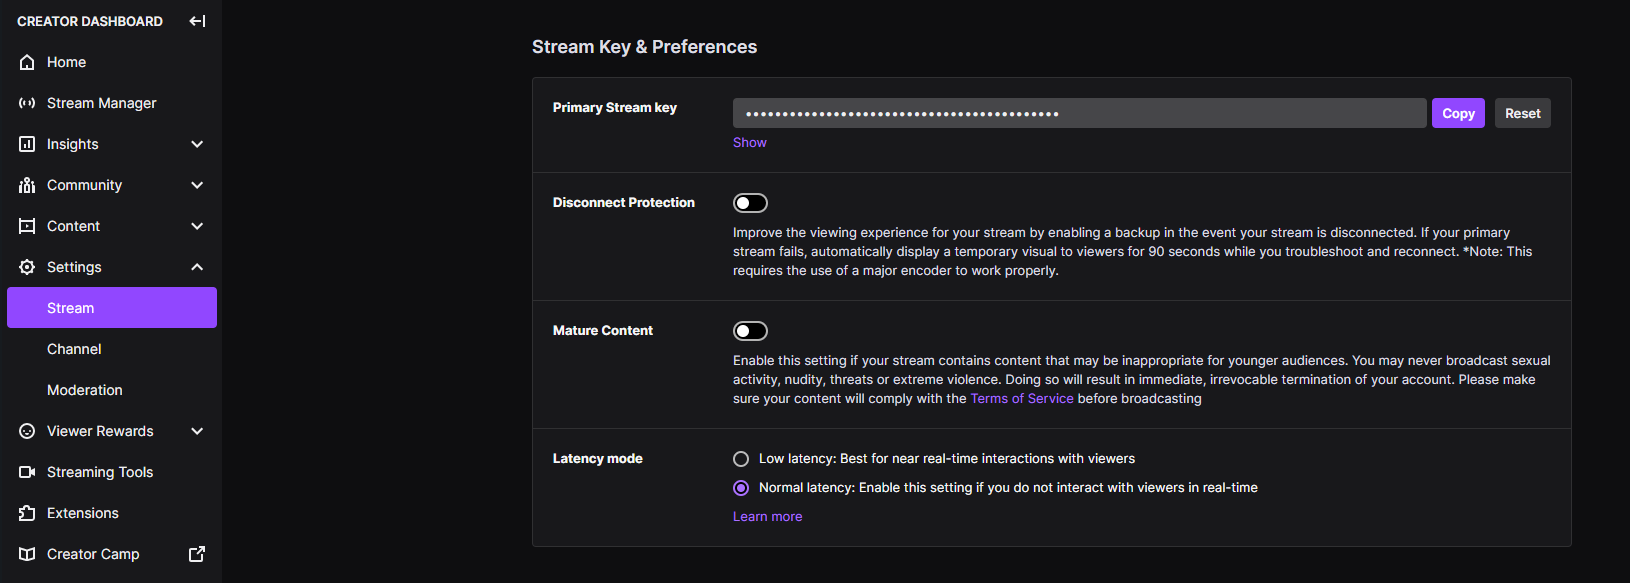 CREATOR DASHBOARD
Home
Stream Manager
Insights
Community
Content
Settings
Stream
Channel
Moderation
Viewer Rewards
Streaming Tools
Extensions
Creator Camp
Stream Key & Preferences
Primary Stream key
••••••••••••••••••••••••••••••••••••••••••••
Copy
Reset
Show
Disconnect Protection
Improve the viewing experience for your stream by enabling a backup in the event your stream is disconnected. If your primary
stream fails, automatically display a temporary visual to viewers for 90 seconds while you troubleshoot and reconnect. *Note: This
requires the use of a major encoder to work properly.
Mature Content
Enable this setting if your stream contains content that may be inappropriate for younger audiences. You may never broadcast sexual
activity, nudity, threats or extreme violence. Doing so will result in immediate, irrevocable termination of your account. Please make
sure your content will comply with the Terms of Service before broadcasting
Latency mode
Low latency: Best for near real-time interactions with viewers
Normal latency: Enable this setting if you do not interact with viewers in real-time
Learn more